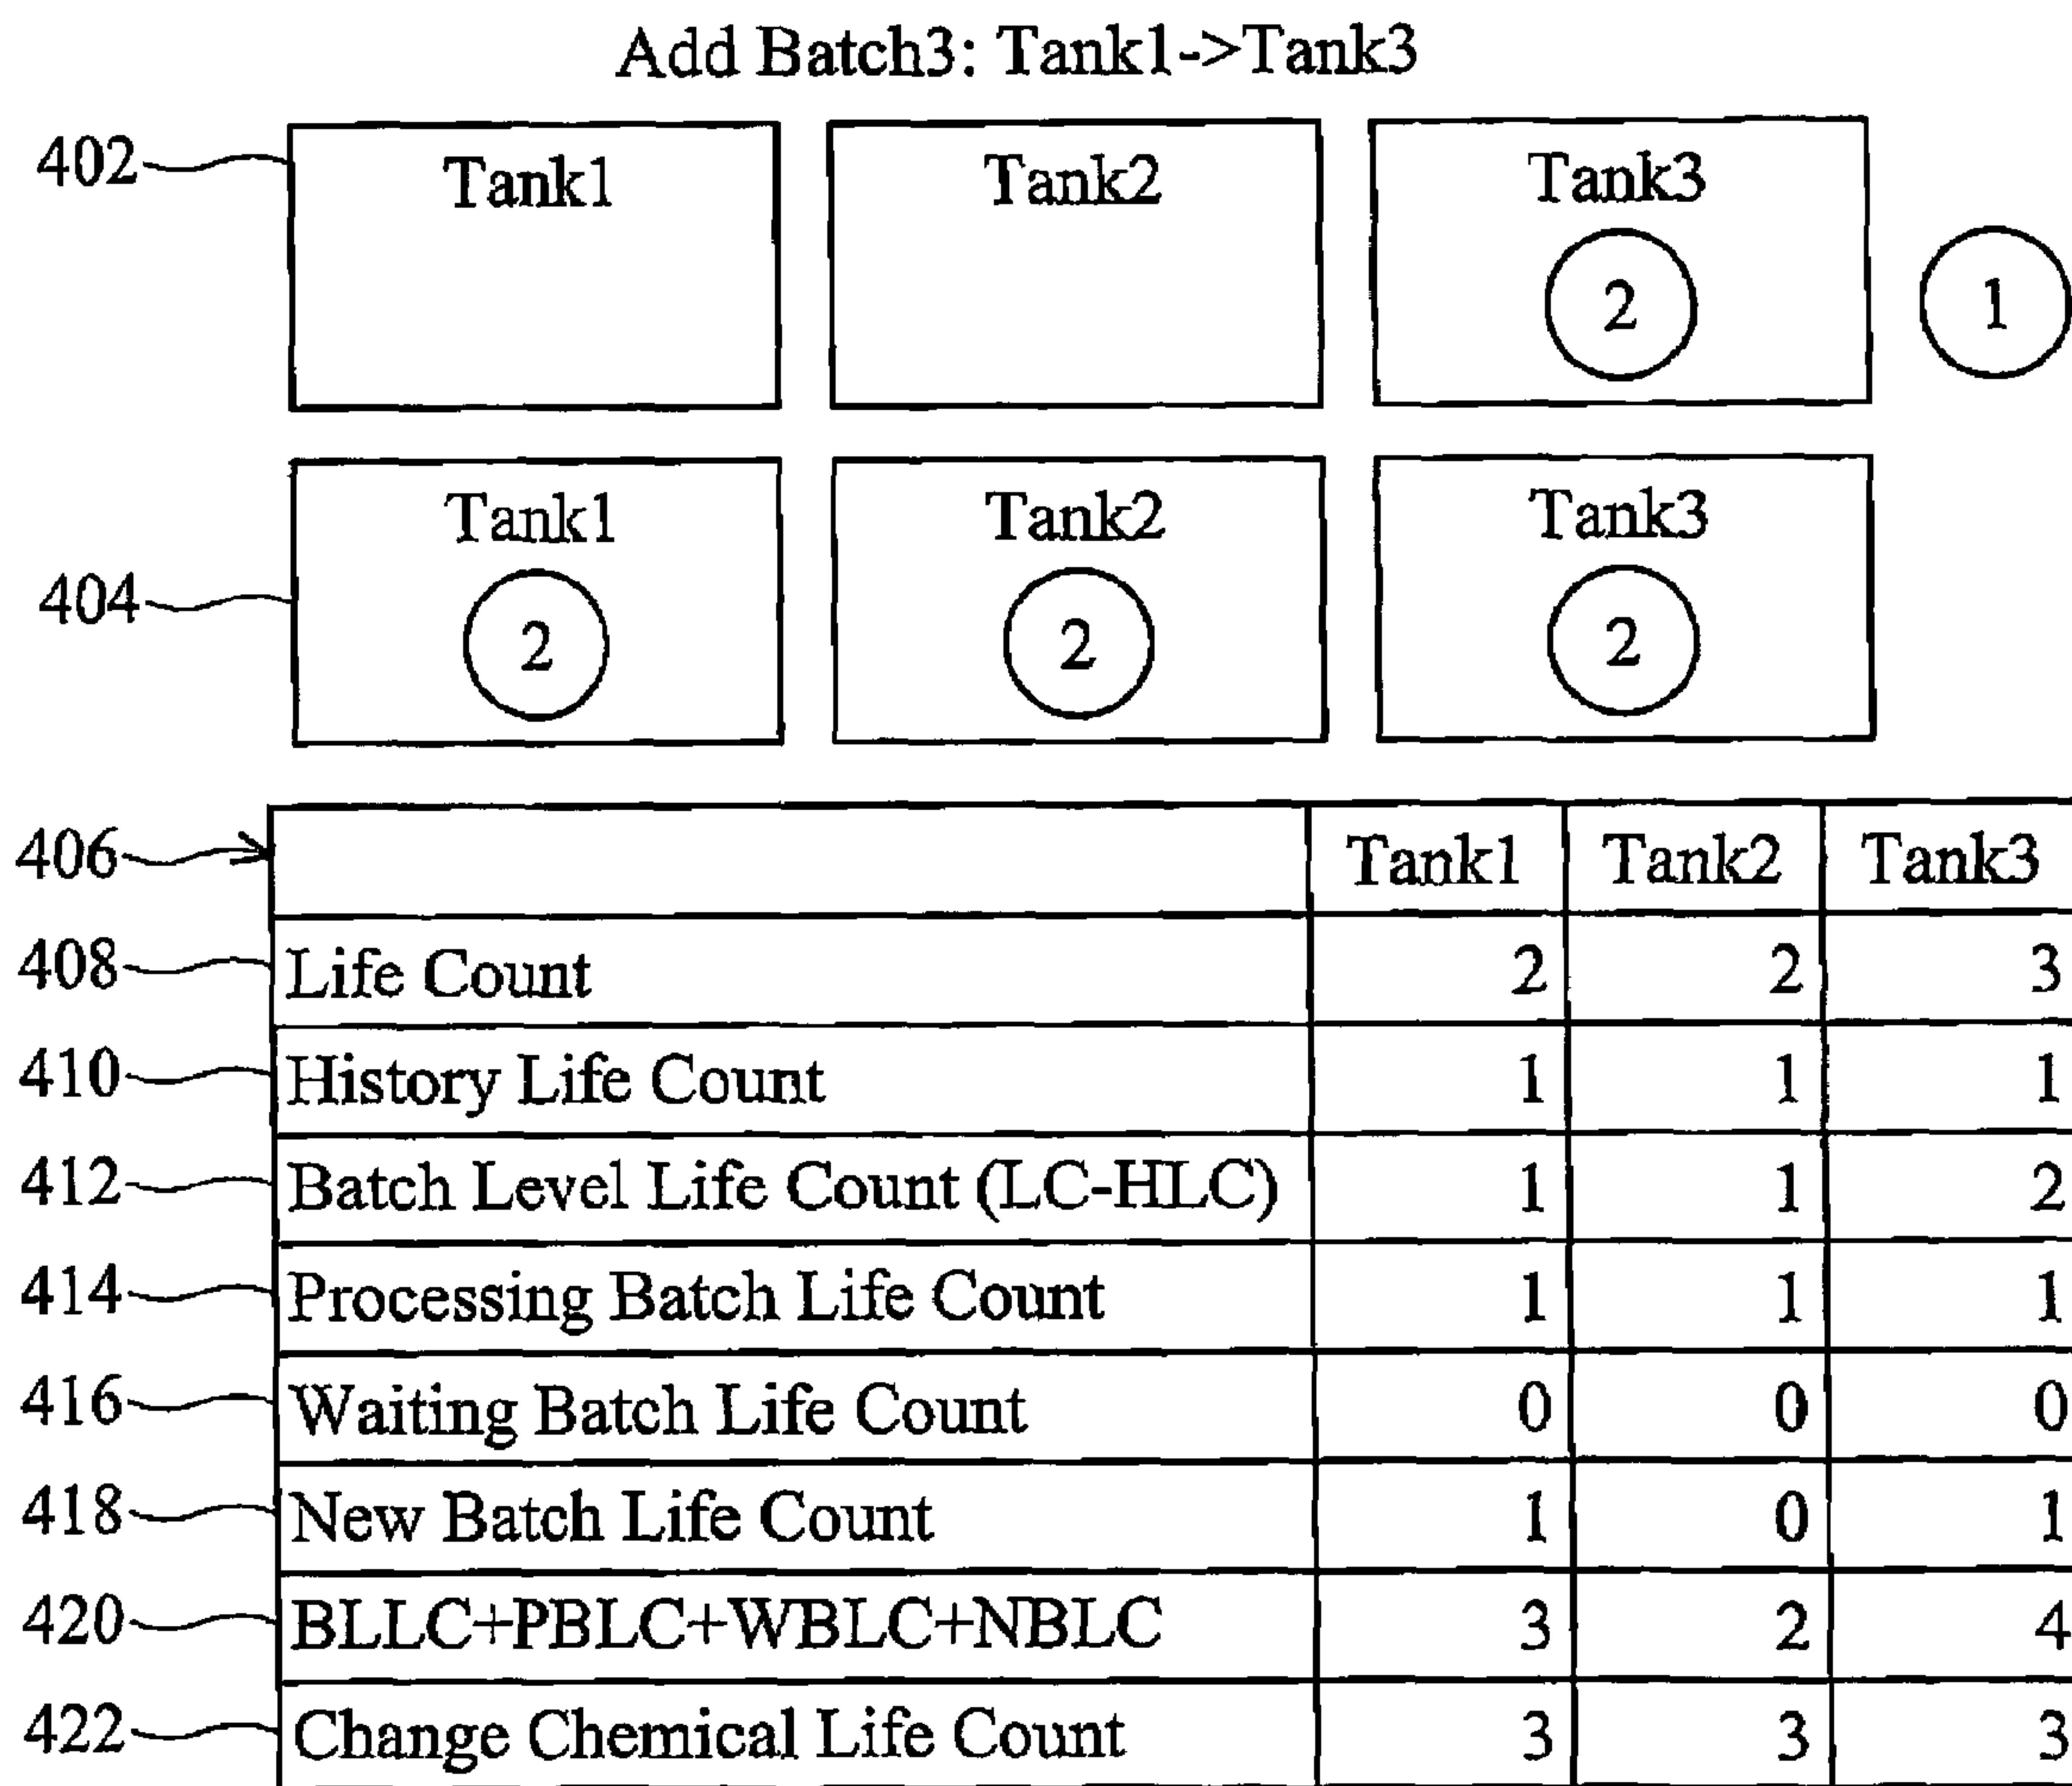 Add Batch3: Tank1->Tank3
402 Tank1 Tank2 Tank3
2 1
Tank1 Tank2 Tank3
404 2 2 2
406 Tank1 Tank2 Tank3
408 Life Count 2 2 3
410 History Life Count 1 1 1
412 Batch Level Life Count (LC-HLC) 1 1 2
414 Processing Batch Life Count 1 1 1
416 Waiting Batch Life Count 0 0 0
418 New Batch Life Count 1 0 1
420 BLLC+PBLC+WBLC+NBLC 3 2 4
422 Change Chemical Life Count 3 3 3